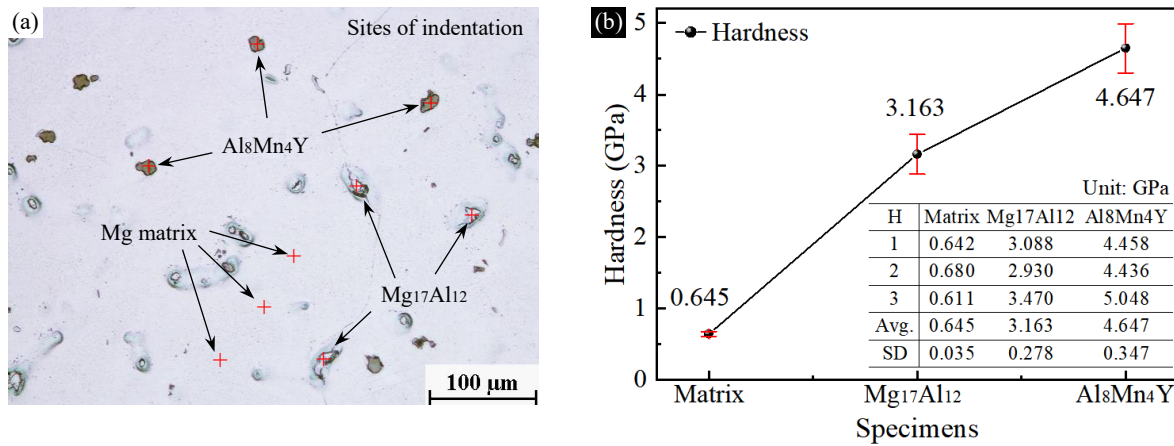 (a)
Sites of indentation
Al8Mn4Y
Mg matrix
Mg17Al12
100 μm
(b)
Hardness
Hardness (GPa)
5
4
3
2
1
0
0.645
3.163
4.647
Unit: GPa
H Matrix Mg17Al12 Al8Mn4Y
1 0.642 3.088 4.458
2 0.680 2.930 4.436
3 0.611 3.470 5.048
Avg. 0.645 3.163 4.647
SD 0.035 0.278 0.347
Matrix Mg17Al12 Al8Mn4Y
Specimens